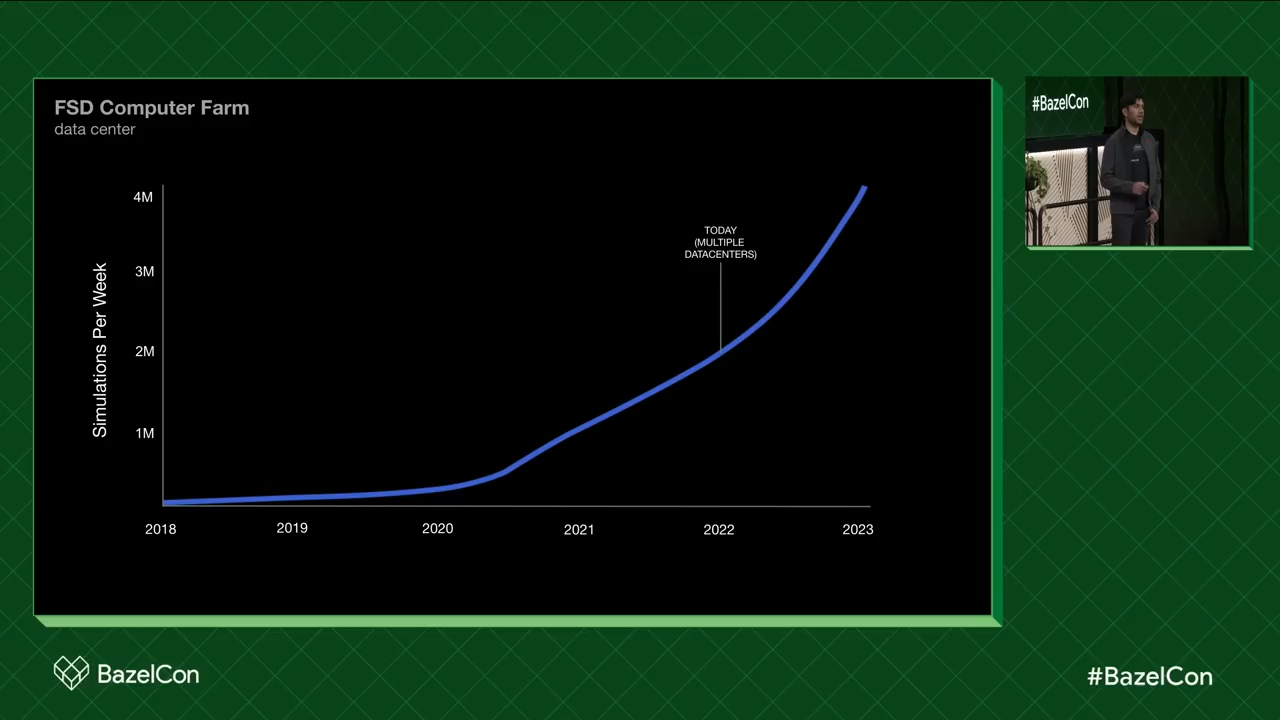 FSD Computer Farm
data center
Simulations Per Week
4M
3M
2M
1M
TODAY
(MULTIPLE
DATACENTERS)
2018
2019
2020
2021
2022
2023
#BazelCon
BazelCon
#BazelCon